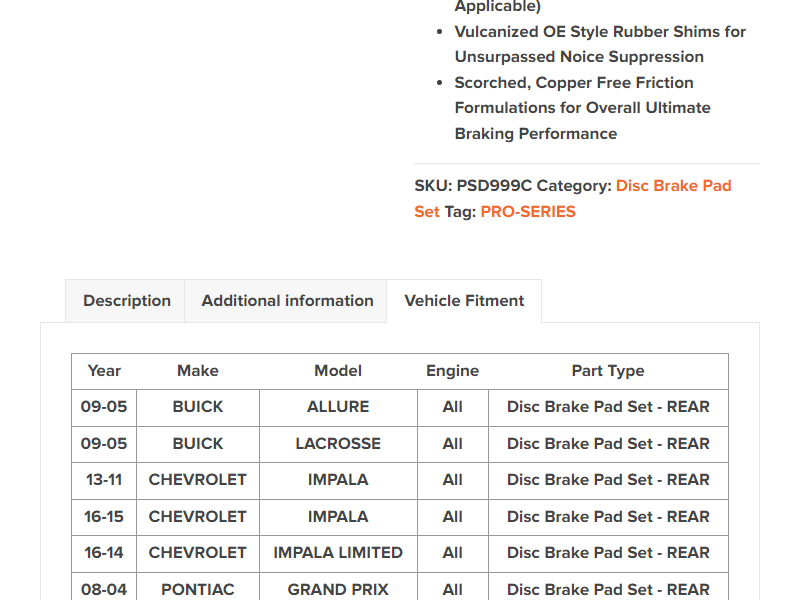 Applicable)
• Vulcanized OE Style Rubber Shims for
Unsurpassed Noice Suppression
• Scorched, Copper Free Friction
Formulations for Overall Ultimate
Braking Performance
SKU: PSD999C Category: Disc Brake Pad
Set Tag: PRO-SERIES
Description Additional information Vehicle Fitment
Year Make Model Engine Part Type
09-05 BUICK ALLURE All Disc Brake Pad Set - REAR
09-05 BUICK LACROSSE All Disc Brake Pad Set - REAR
13-11 CHEVROLET IMPALA All Disc Brake Pad Set - REAR
16-15 CHEVROLET IMPALA All Disc Brake Pad Set - REAR
16-14 CHEVROLET IMPALA LIMITED All Disc Brake Pad Set - REAR
08-04 PONTIAC GRAND PRIX All Disc Brake Pad Set - REAR